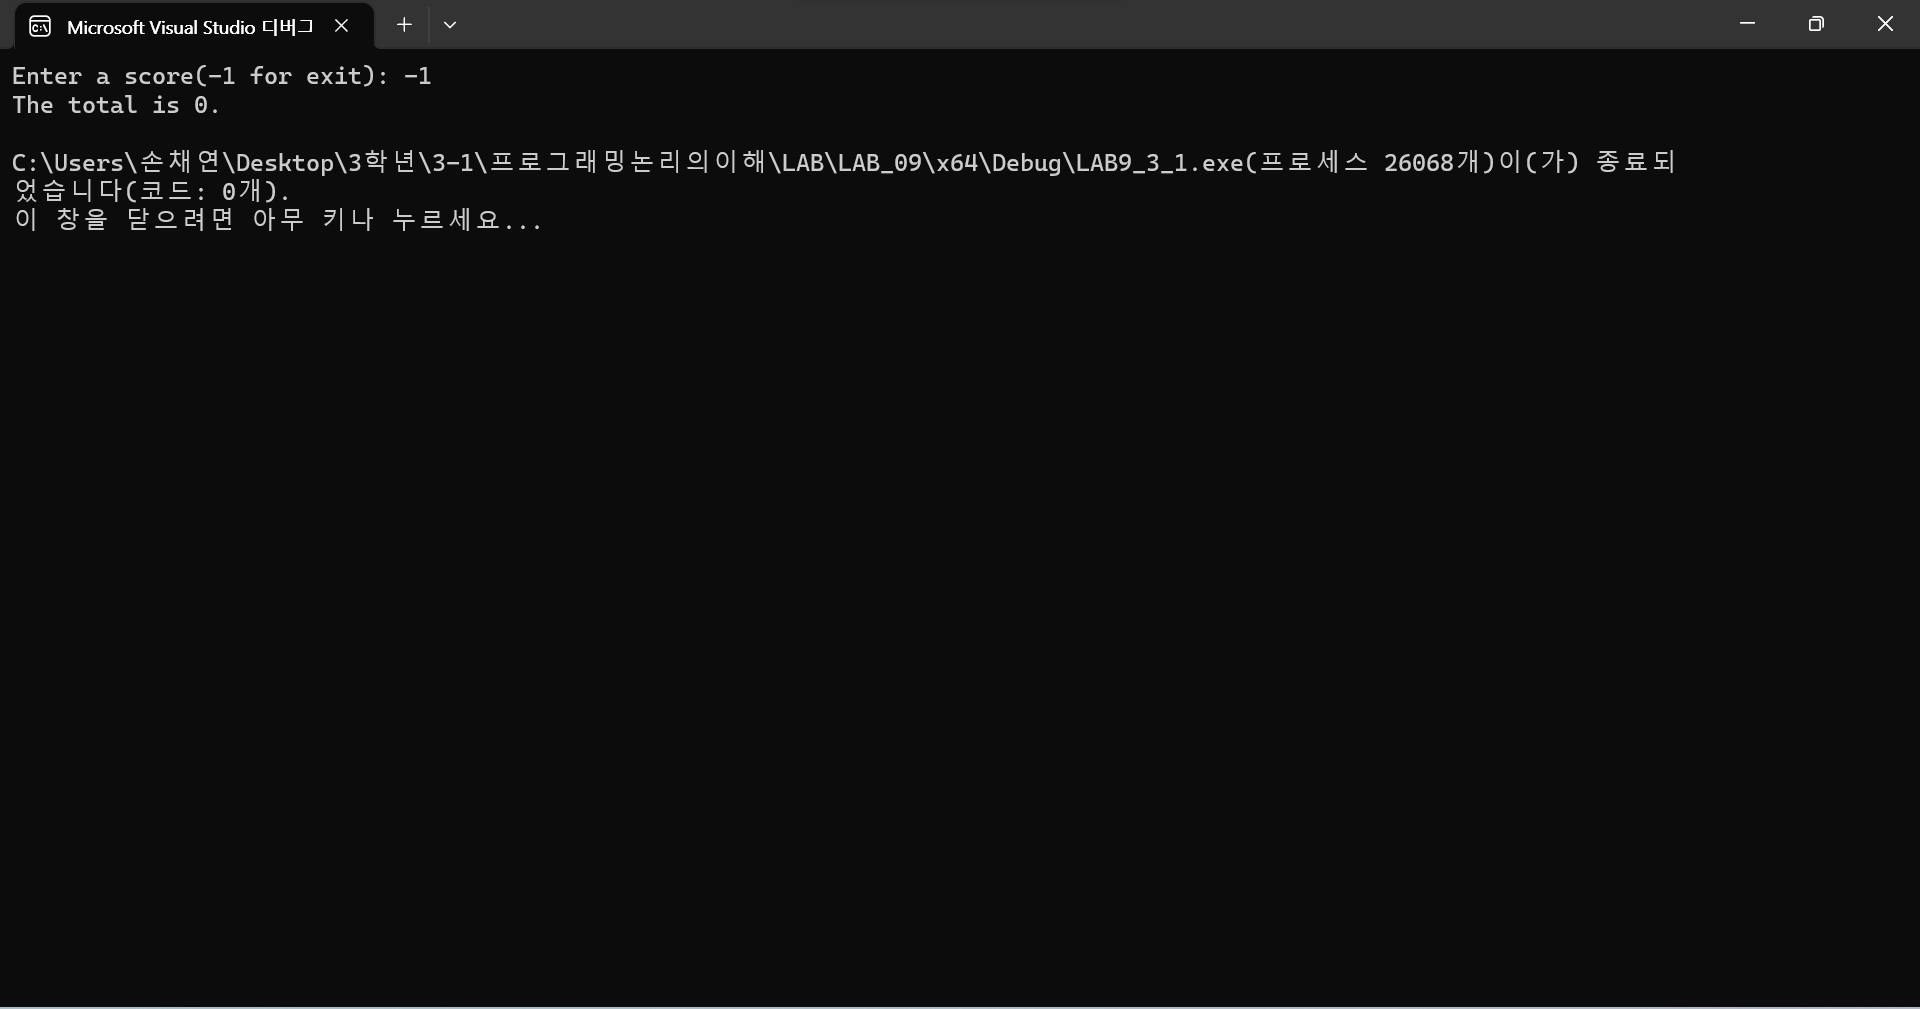 Microsoft Visual Studio 디버그
Enter a score(-1 for exit): -1
The total is 0.
C:\Users\손채연\Desktop\3학년\3-1\프로그래밍논리의이해\LAB\LAB_09\x64\Debug\LAB9_3_1.exe(프로세스 26068개)이(가) 종료되
었습니다(코드: 0개).
이 창을 닫으려면 아무 키나 누르세요...